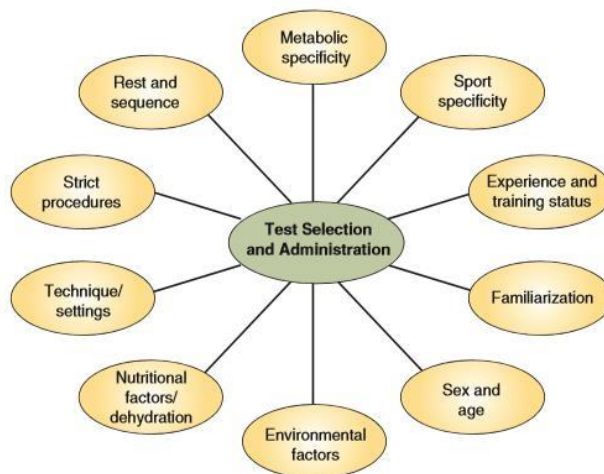 Metabolic
specificity
Sport
specificity
Experience and
training status
Familiarization
Sex and
age
Environmental
factors
Nutritional
factors/
dehydration
Technique/
settings
Strict
procedures
Rest and
sequence
Test Selection
and Administration